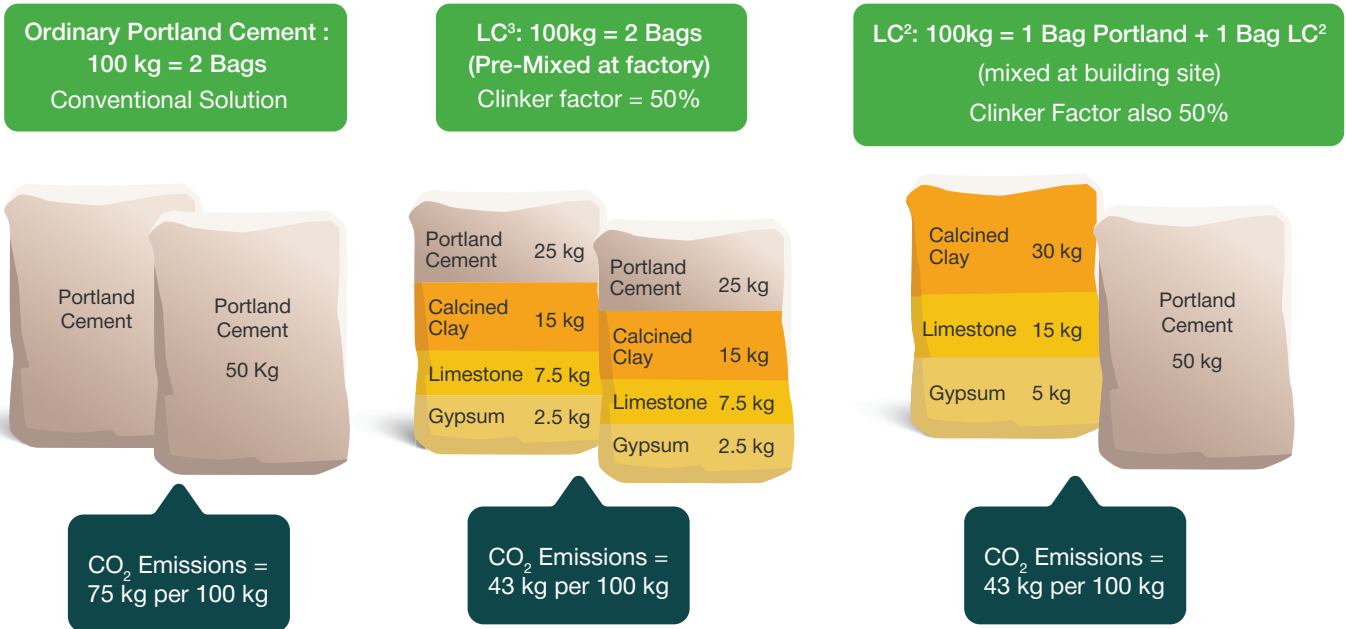 Ordinary Portland Cement :
100 kg = 2 Bags
Conventional Solution
LC³: 100kg = 2 Bags
(Pre-Mixed at factory)
Clinker factor = 50%
LC²: 100kg = 1 Bag Portland + 1 Bag LC²
(mixed at building site)
Clinker Factor also 50%
Portland
Cement
Portland
Cement
50 Kg
Portland
Cement 25 kg
Calcined
Clay 15 kg
Limestone 7.5 kg
Gypsum 2.5 kg
Portland
Cement 25 kg
Calcined
Clay 15 kg
Limestone 7.5 kg
Gypsum 2.5 kg
Calcined
Clay 30 kg
Limestone 15 kg
Gypsum 5 kg
Portland
Cement
50 kg
CO₂ Emissions =
75 kg per 100 kg
CO₂ Emissions =
43 kg per 100 kg
CO₂ Emissions =
43 kg per 100 kg